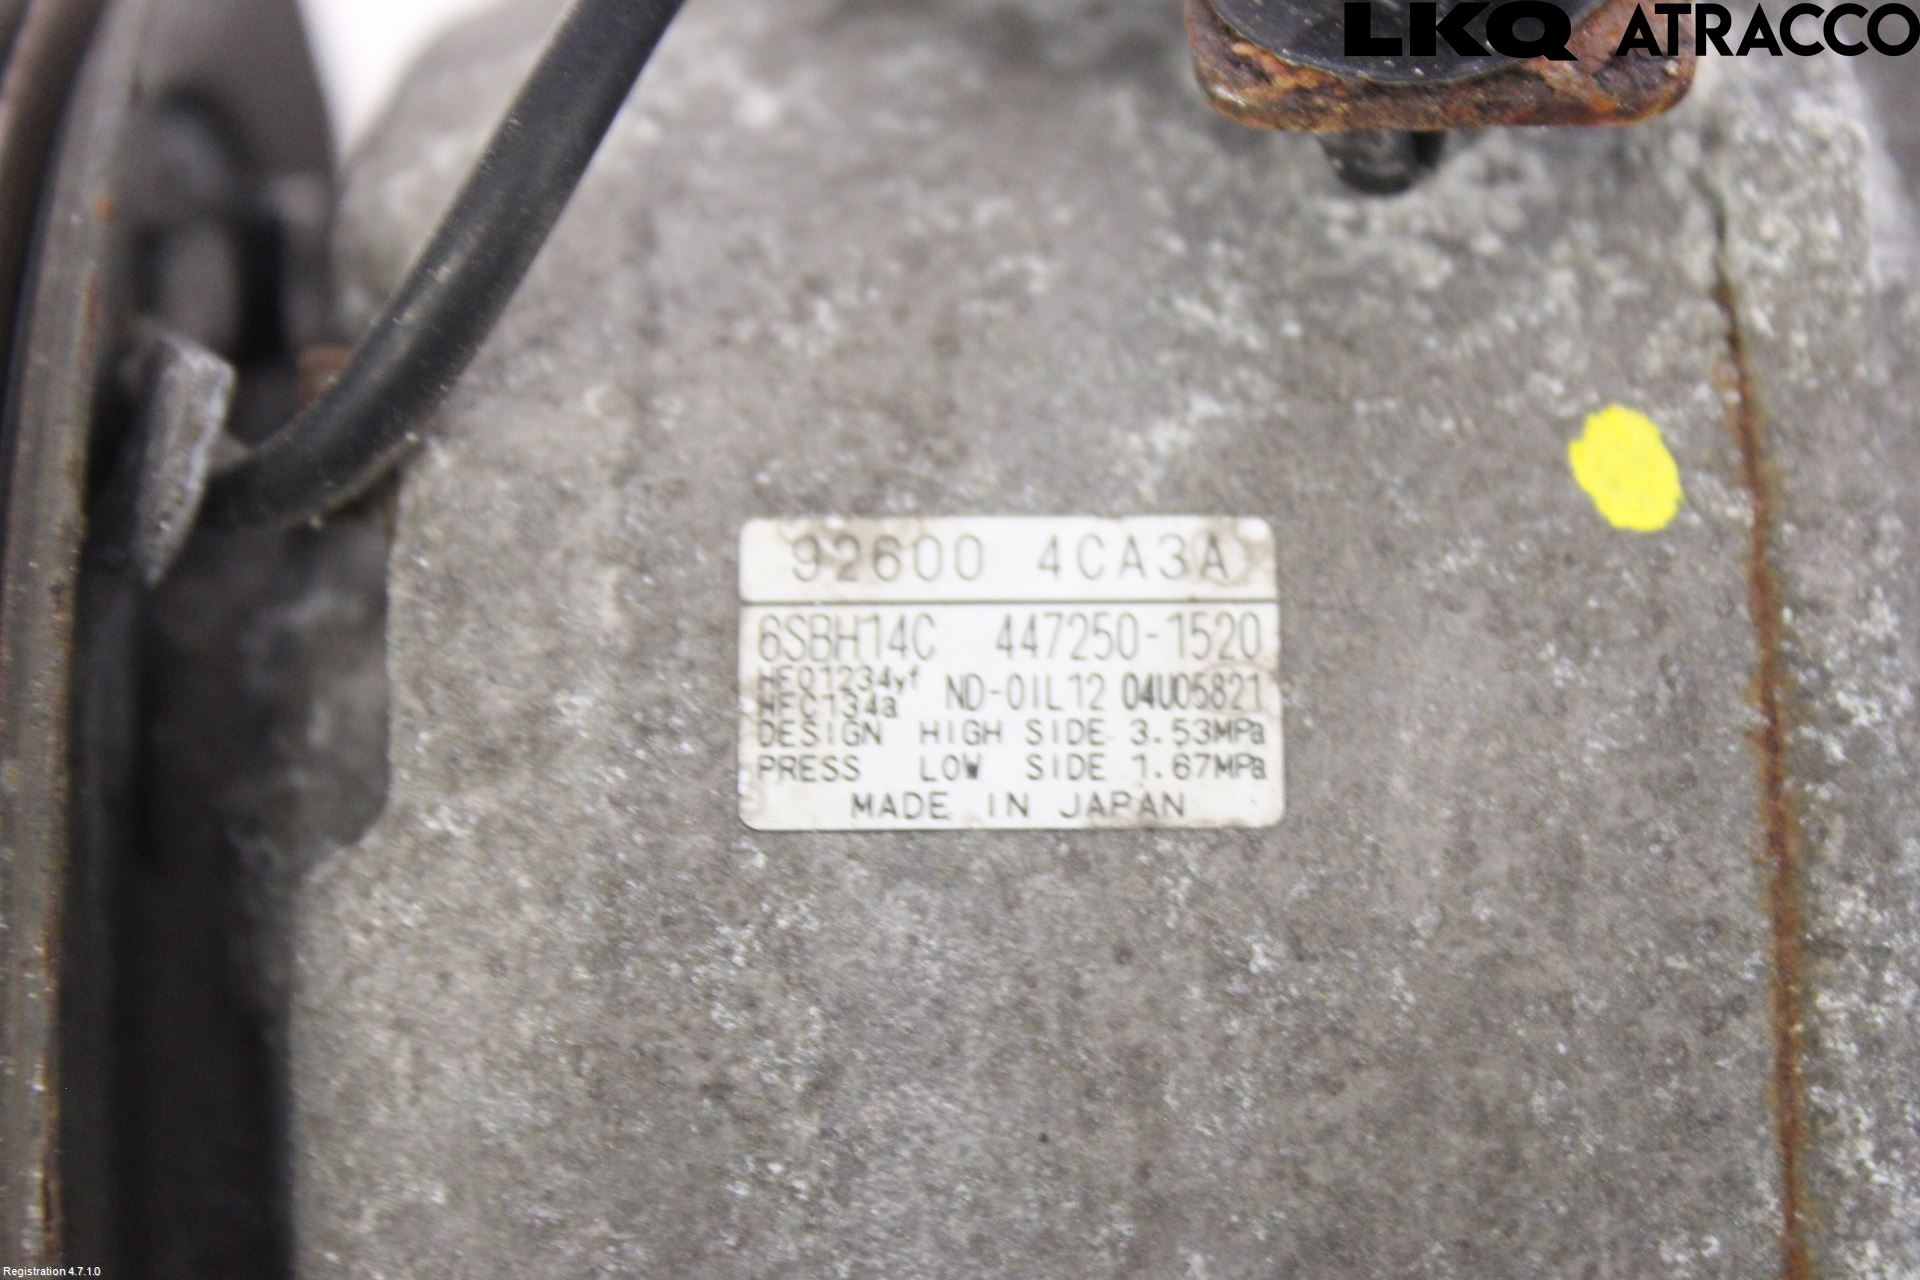 LKQ ATRACCO
92600 4CA3A
6SBH14C 447250-1520
HFO1234yf
HFC134a ND-OIL12 04U05821
DESIGN HIGH SIDE 3.53MPa
PRESS LOW SIDE 1.67MPa
MADE IN JAPAN
Registration 4.7.1.0